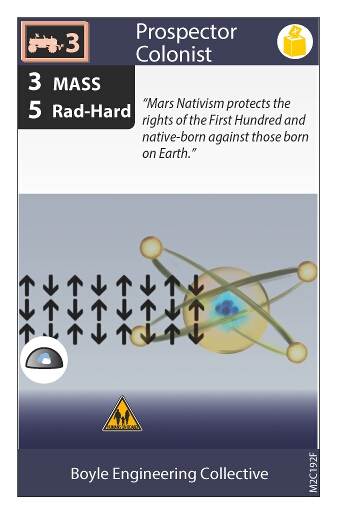 3
Prospector
Colonist
3 MASS
5 Rad-Hard
"Mars Nativism protects the
rights of the First Hundred and
native-born against those born
on Earth."
Boyle Engineering Collective
M2C192F